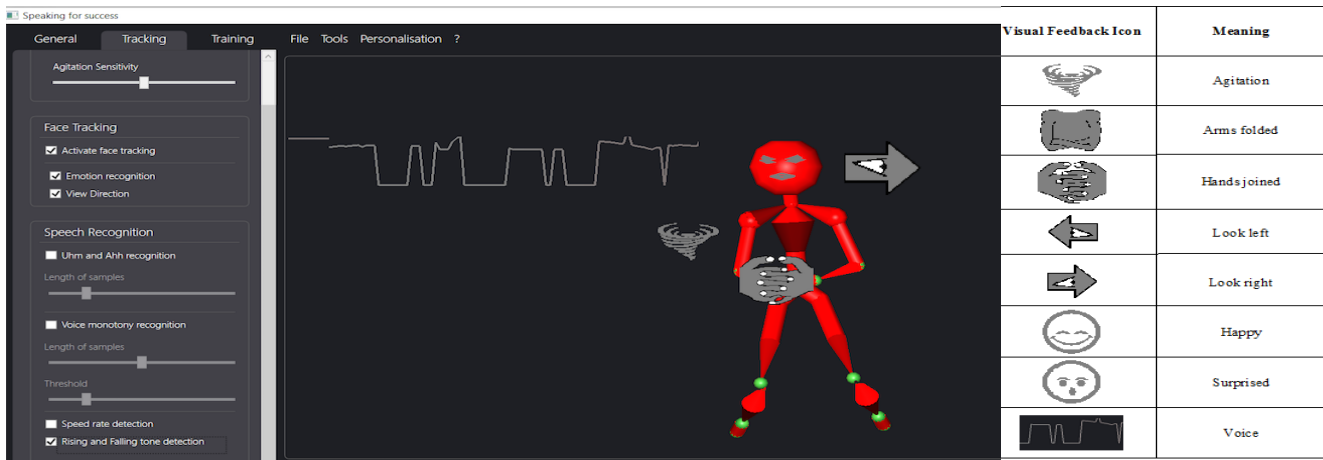 Speaking for success
General Tracking Training File Tools Personalisation ?
Agitation Sensitivity
Face Tracking
Activate face tracking
Emotion recognition
View Direction
Speech Recognition
Uhm and Ahh recognition
Length of samples
Voice monotony recognition
Length of samples
Threshold
Speed rate detection
Rising and Falling tone detection
Visual Feedback Icon Meaning
Agitation
Arms folded
Hands joined
Look left
Look right
Happy
Surprised
Voice